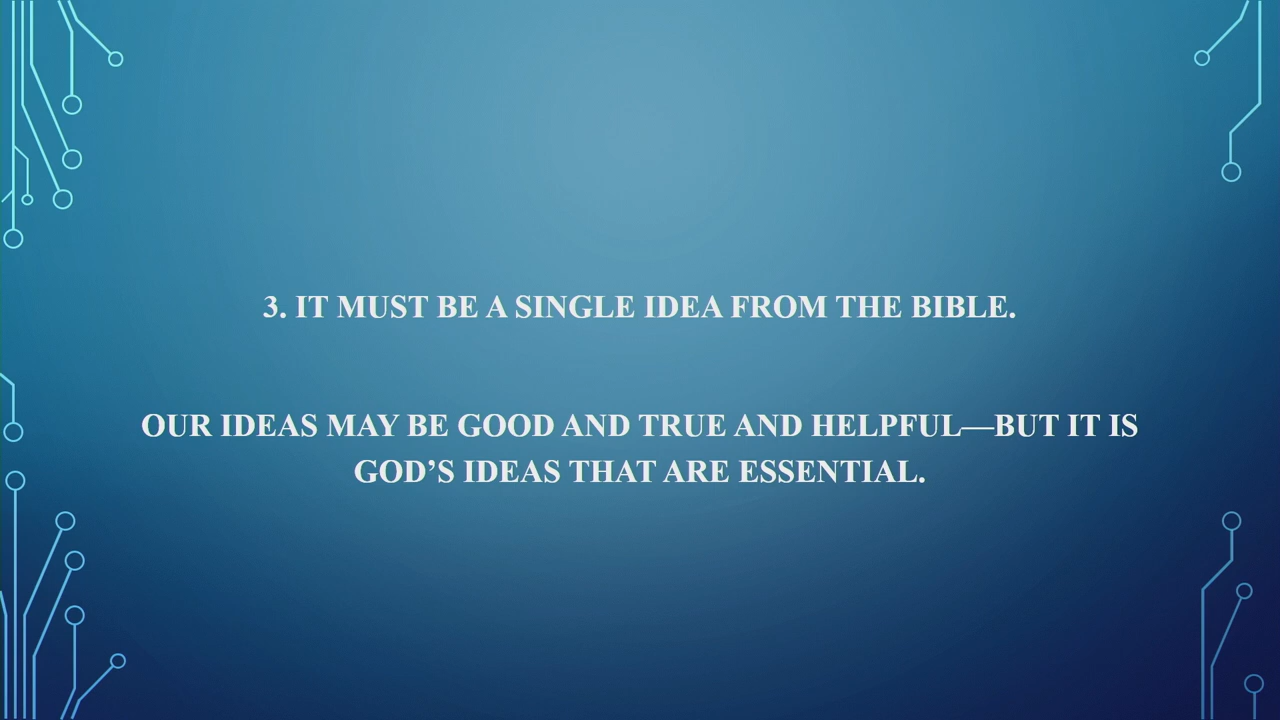 3. IT MUST BE A SINGLE IDEA FROM THE BIBLE.
OUR IDEAS MAY BE GOOD AND TRUE AND HELPFUL—BUT IT IS
GOD’S IDEAS THAT ARE ESSENTIAL.